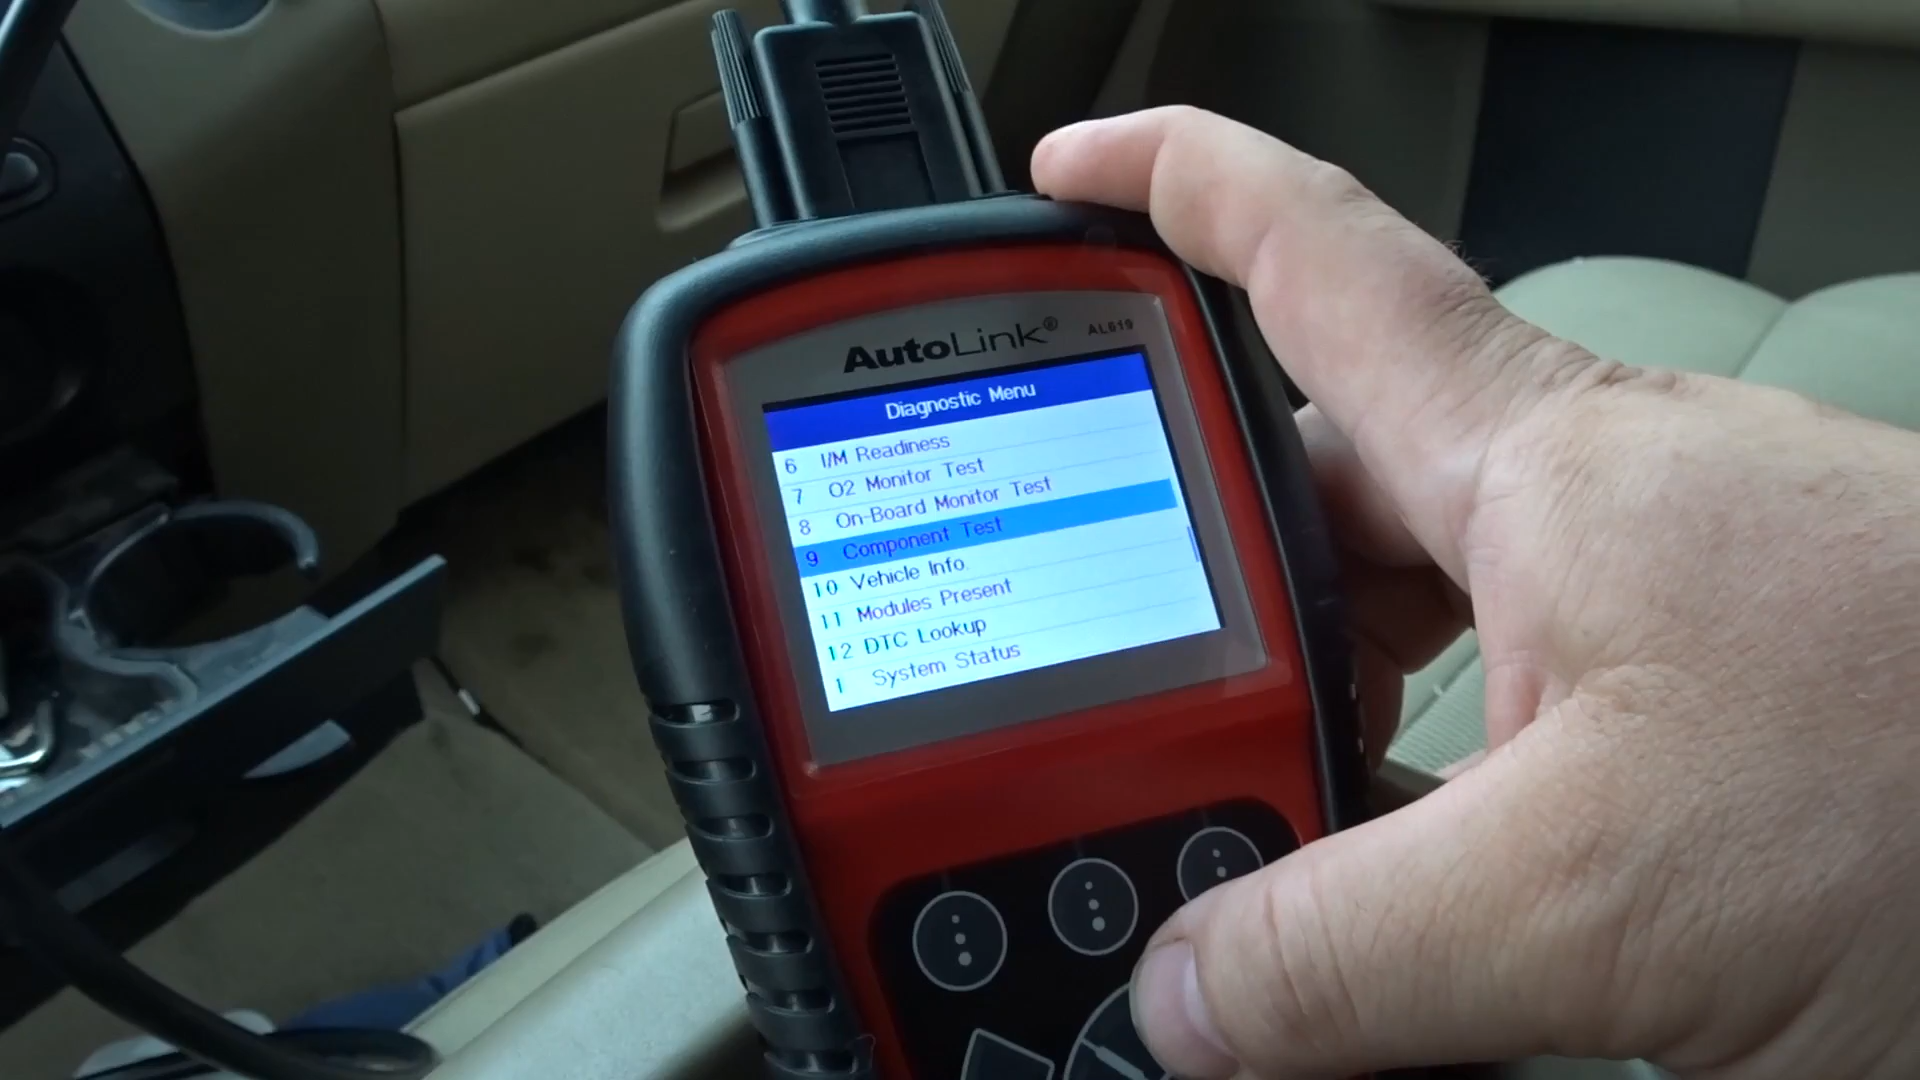 AutoLink® AL619
Diagnostic Menu
6 I/M Readiness
7 O2 Monitor Test
8 On-Board Monitor Test
9 Component Test
10 Vehicle Info.
11 Modules Present
12 DTC Lookup
1 System Status